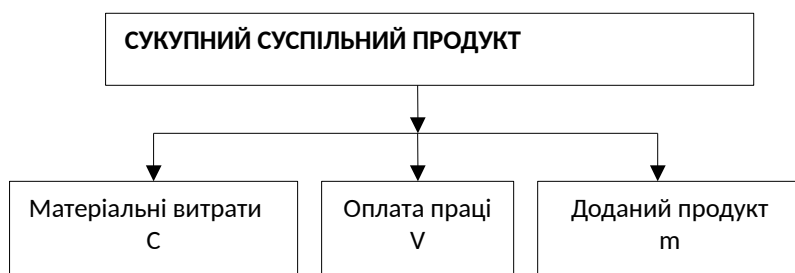 СУКУПНИЙ СУСПІЛЬНИЙ ПРОДУКТ
Матеріальні витрати
С
Оплата праці
V
Доданий продукт
m